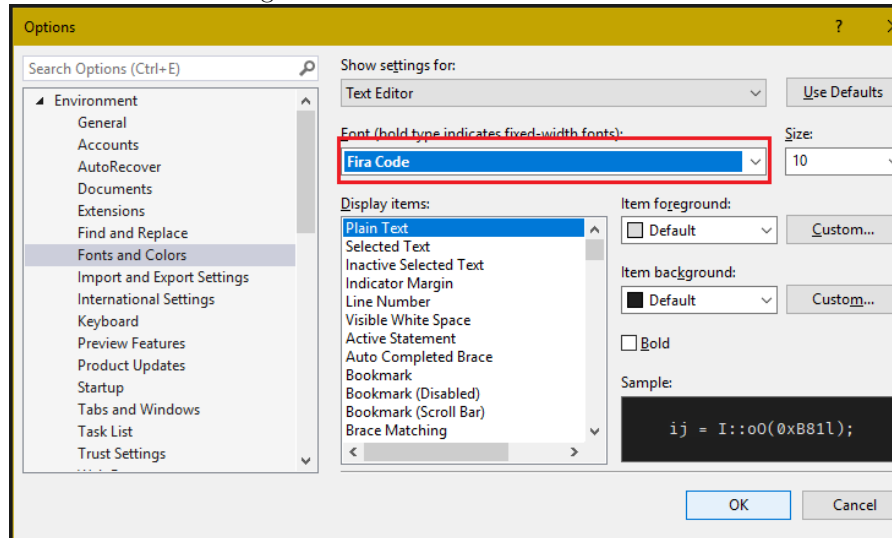 Options
?
Search Options (Ctrl+E)
Environment
General
Accounts
AutoRecover
Documents
Extensions
Find and Replace
Fonts and Colors
Import and Export Settings
International Settings
Keyboard
Preview Features
Product Updates
Startup
Tabs and Windows
Task List
Trust Settings
Show settings for:
Text Editor
Use Defaults
Font (bold type indicates fixed-width fonts):
Fira Code
Size:
10
Display items:
Plain Text
Selected Text
Inactive Selected Text
Indicator Margin
Line Number
Visible White Space
Active Statement
Auto Completed Brace
Bookmark
Bookmark (Disabled)
Bookmark (Scroll Bar)
Brace Matching
Item foreground:
Default
Custom...
Item background:
Default
Custom...
Bold
Sample:
ij = I::oO(0xB81l);
OK
Cancel